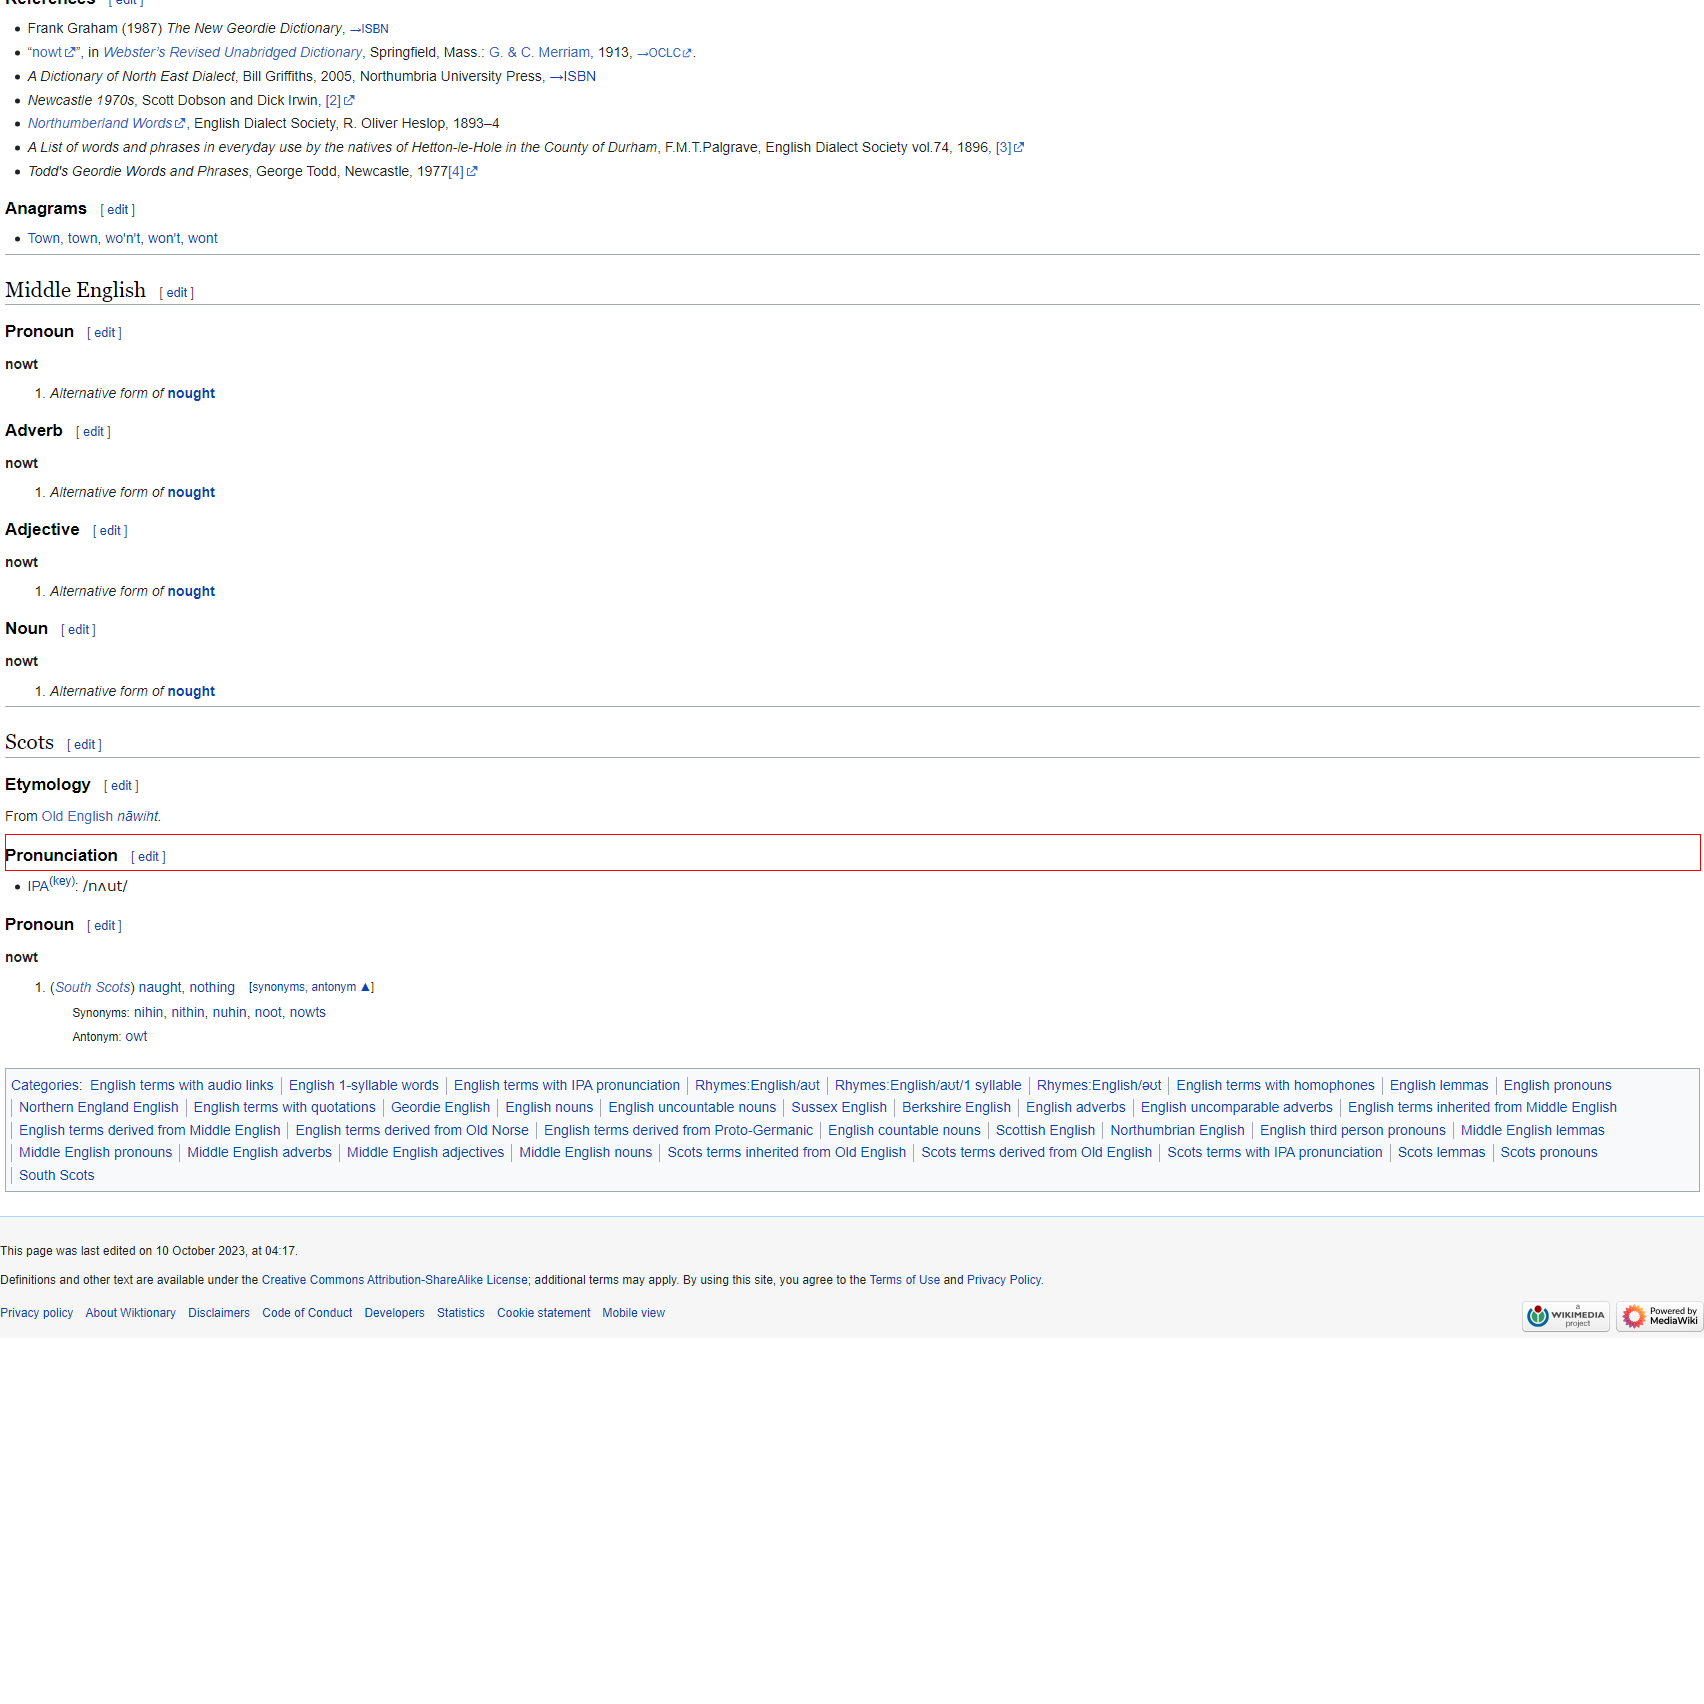 References [ edit ]
Frank Graham (1987) The New Geordie Dictionary, →ISBN
“nowt”, in Webster’s Revised Unabridged Dictionary, Springfield, Mass.: G. & C. Merriam, 1913, →OCLC.
A Dictionary of North East Dialect, Bill Griffiths, 2005, Northumbria University Press, →ISBN
Newcastle 1970s, Scott Dobson and Dick Irwin, [2]
Northumberland Words, English Dialect Society, R. Oliver Heslop, 1893–4
A List of words and phrases in everyday use by the natives of Hetton-le-Hole in the County of Durham, F.M.T.Palgrave, English Dialect Society vol.74, 1896, [3]
Todd's Geordie Words and Phrases, George Todd, Newcastle, 1977[4]
Anagrams [ edit ]
Town, town, wo'n't, won't, wont
Middle English [ edit ]
Pronoun [ edit ]
nowt
1. Alternative form of nought
Adverb [ edit ]
nowt
1. Alternative form of nought
Adjective [ edit ]
nowt
1. Alternative form of nought
Noun [ edit ]
nowt
1. Alternative form of nought
Scots [ edit ]
Etymology [ edit ]
From Old English nāwiht.
Pronunciation [ edit ]
IPA(key): /nʌut/
Pronoun [ edit ]
nowt
1. (South Scots) naught, nothing [synonyms, antonym ▲]
Synonyms: nihin, nithin, nuhin, noot, nowts
Antonym: owt
Categories: English terms with audio links | English 1-syllable words | English terms with IPA pronunciation | Rhymes:English/aʊt | Rhymes:English/aʊt/1 syllable | Rhymes:English/əʊt | English terms with homophones | English lemmas | English pronouns
| Northern England English | English terms with quotations | Geordie English | English nouns | English uncountable nouns | Sussex English | Berkshire English | English adverbs | English uncomparable adverbs | English terms inherited from Middle English
| English terms derived from Middle English | English terms derived from Old Norse | English terms derived from Proto-Germanic | English countable nouns | Scottish English | Northumbrian English | English third person pronouns | Middle English lemmas
| Middle English pronouns | Middle English adverbs | Middle English adjectives | Middle English nouns | Scots terms inherited from Old English | Scots terms derived from Old English | Scots terms with IPA pronunciation | Scots lemmas | Scots pronouns
| South Scots
This page was last edited on 10 October 2023, at 04:17.
Definitions and other text are available under the Creative Commons Attribution-ShareAlike License; additional terms may apply. By using this site, you agree to the Terms of Use and Privacy Policy.
Privacy policy About Wiktionary Disclaimers Code of Conduct Developers Statistics Cookie statement Mobile view
a
WIKIMEDIA
project
Powered by
MediaWiki